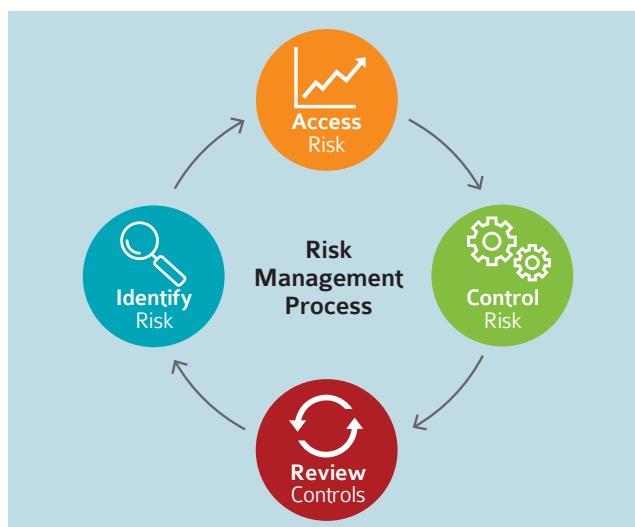 Access
Risk
Identify
Risk
Risk
Management
Process
Control
Risk
Review
Controls